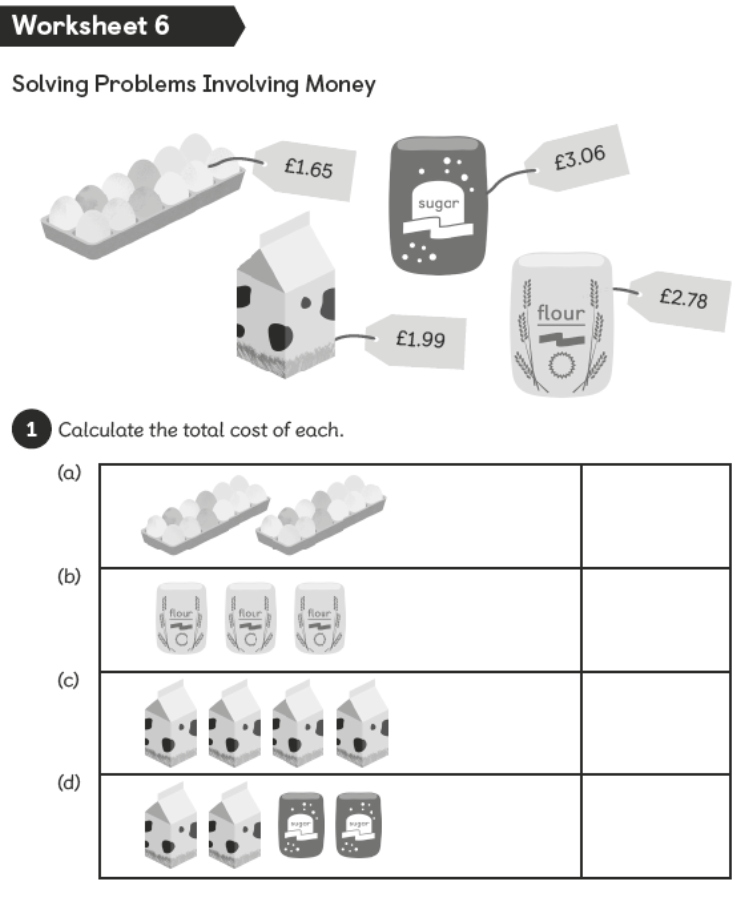 Worksheet 6
Solving Problems Involving Money
£1.65
£3.06
sugar
£2.78
flour
£1.99
1 Calculate the total cost of each.
(a)
(b)
flour flour flour
(c)
(d)
sugar sugar